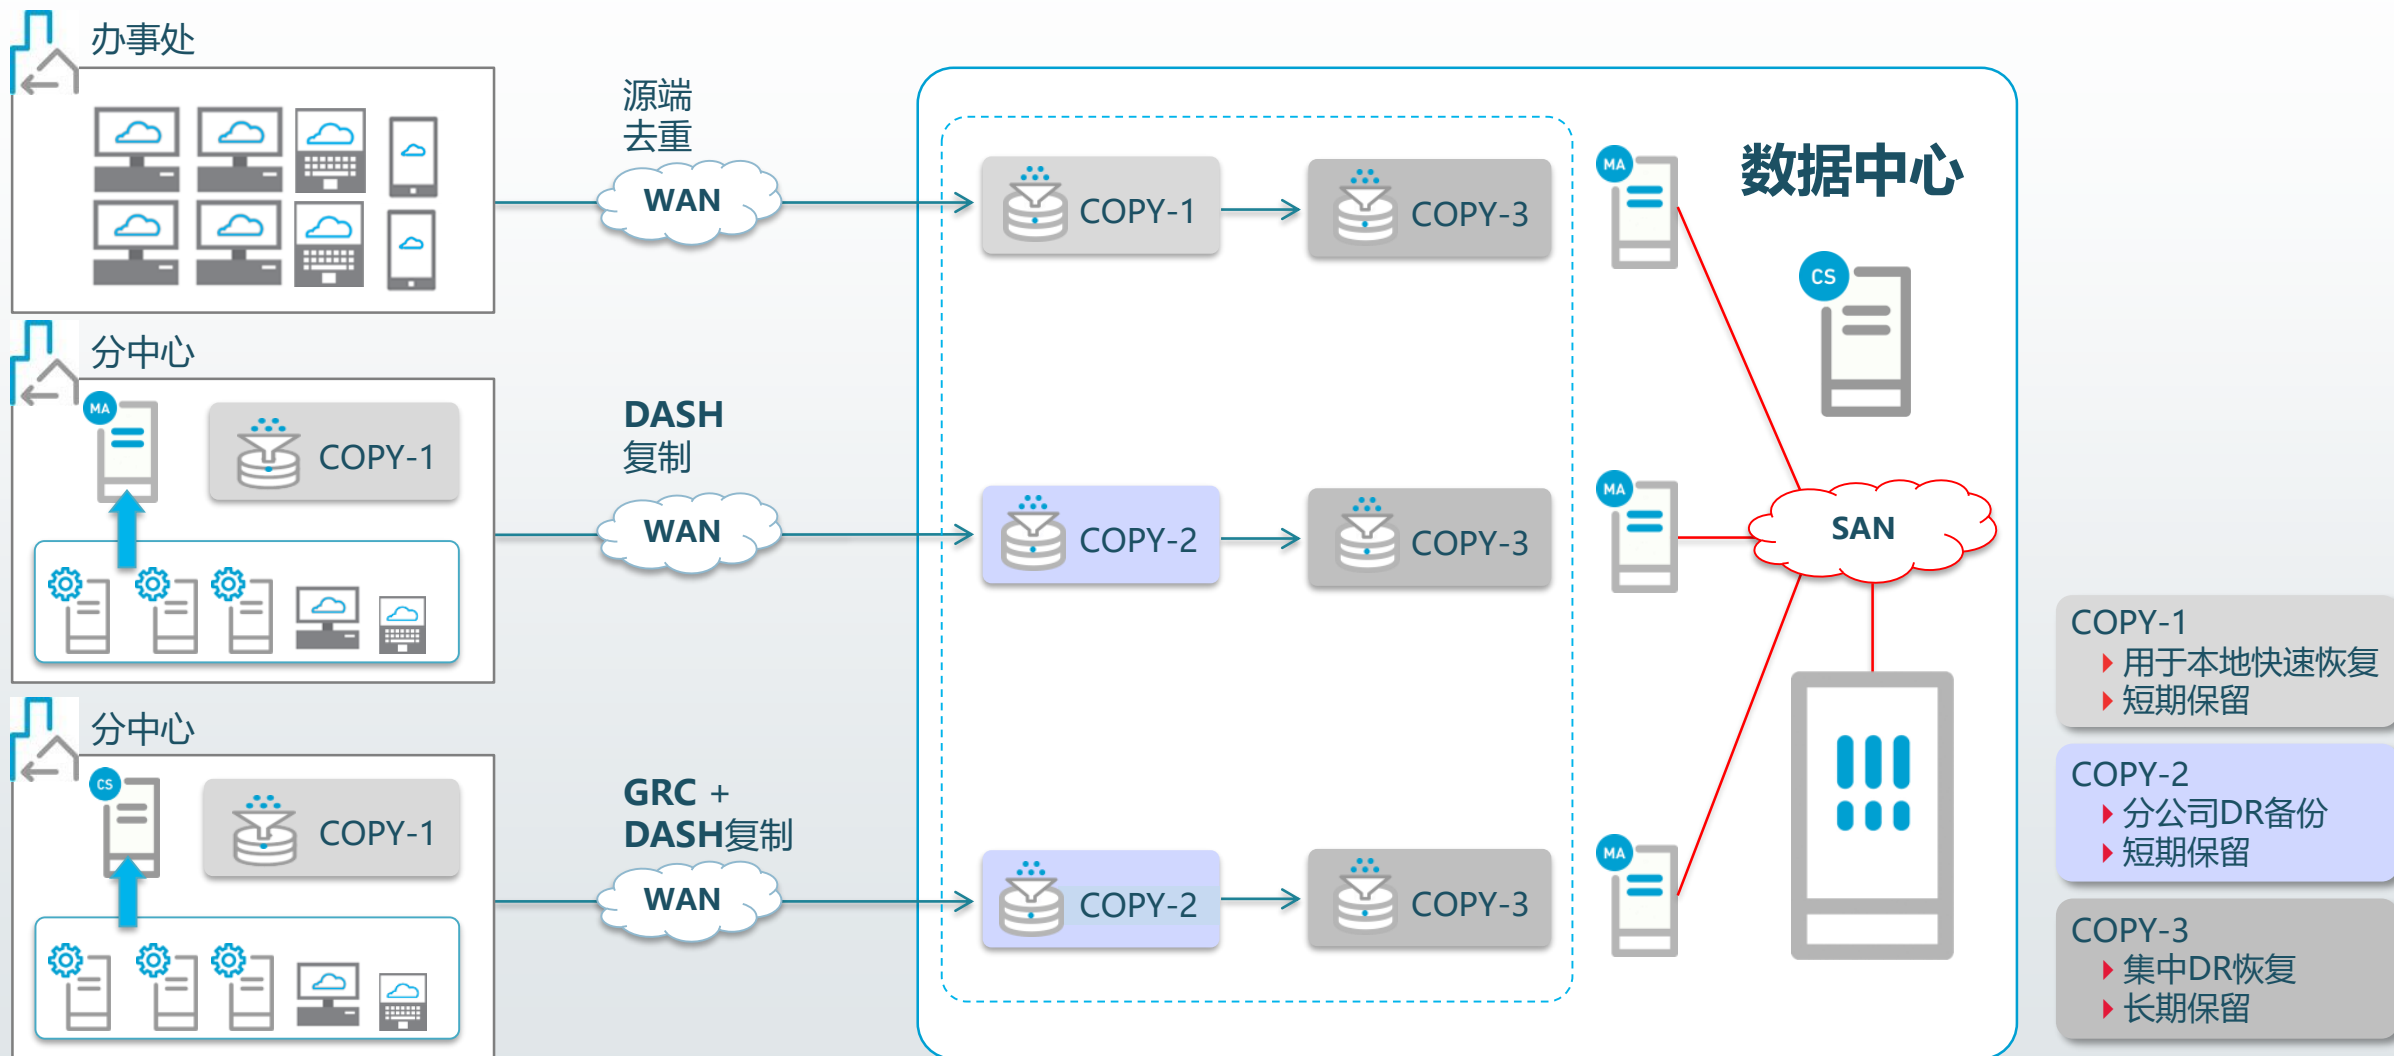 办事处
源端
去重
WAN
COPY-1
COPY-3
MA
数据中心
CS
分中心
MA
COPY-1
DASH
复制
WAN
COPY-2
COPY-3
MA
SAN
分中心
CS
COPY-1
GRC +
DASH复制
WAN
COPY-2
COPY-3
MA
COPY-1
用于本地快速恢复
短期保留
COPY-2
分公司DR备份
短期保留
COPY-3
集中DR恢复
长期保留